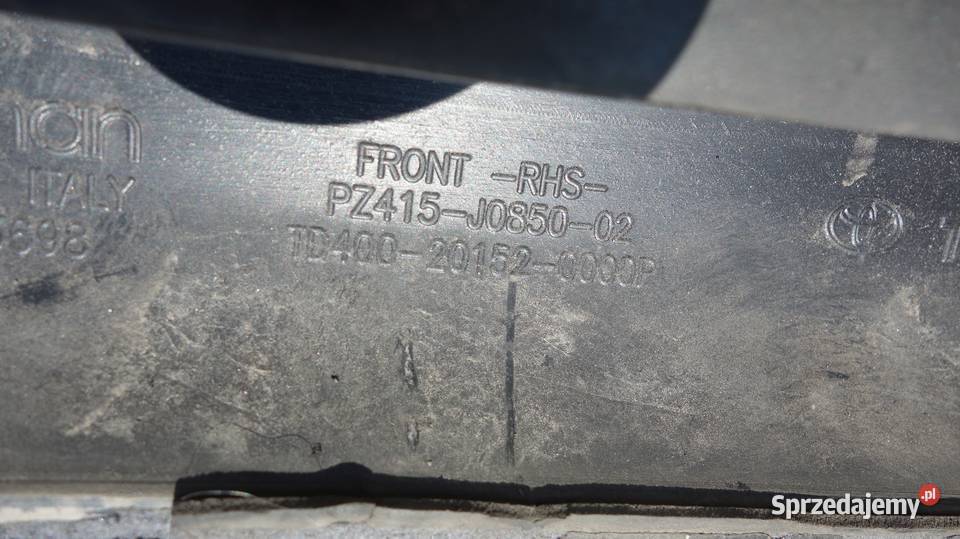 FRONT -RHS-
ITALY
PZ415-J0850-02
TD400-20152-0000P
Sprzedajemy.pl